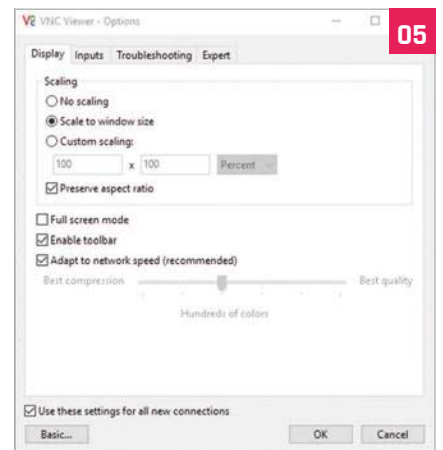 VNC Viewer - Options
05
Display Inputs Troubleshooting Expert
Scaling
No scaling
Scale to window size
Custom scaling:
100 x 100 Percent
Preserve aspect ratio
Full screen mode
Enable toolbar
Adapt to network speed (recommended)
Best compression Best quality
Hundreds of colors
Use these settings for all new connections
Basic... OK Cancel